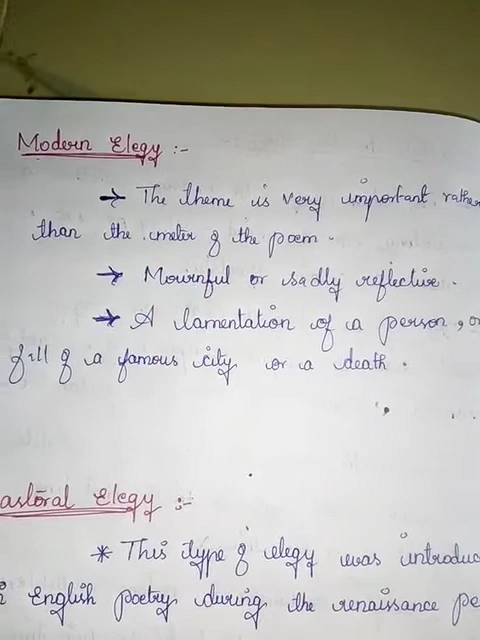 Modern Elegy :-
→ The theme is very important rather
than the meter of the poem.
→ Mournful or sadly reflective.
→ A lamentation of a person, or
fall of a famous city or a death.
astoral Elegy :-
* This type of elegy was introduc
English poetry during the renaissance pe